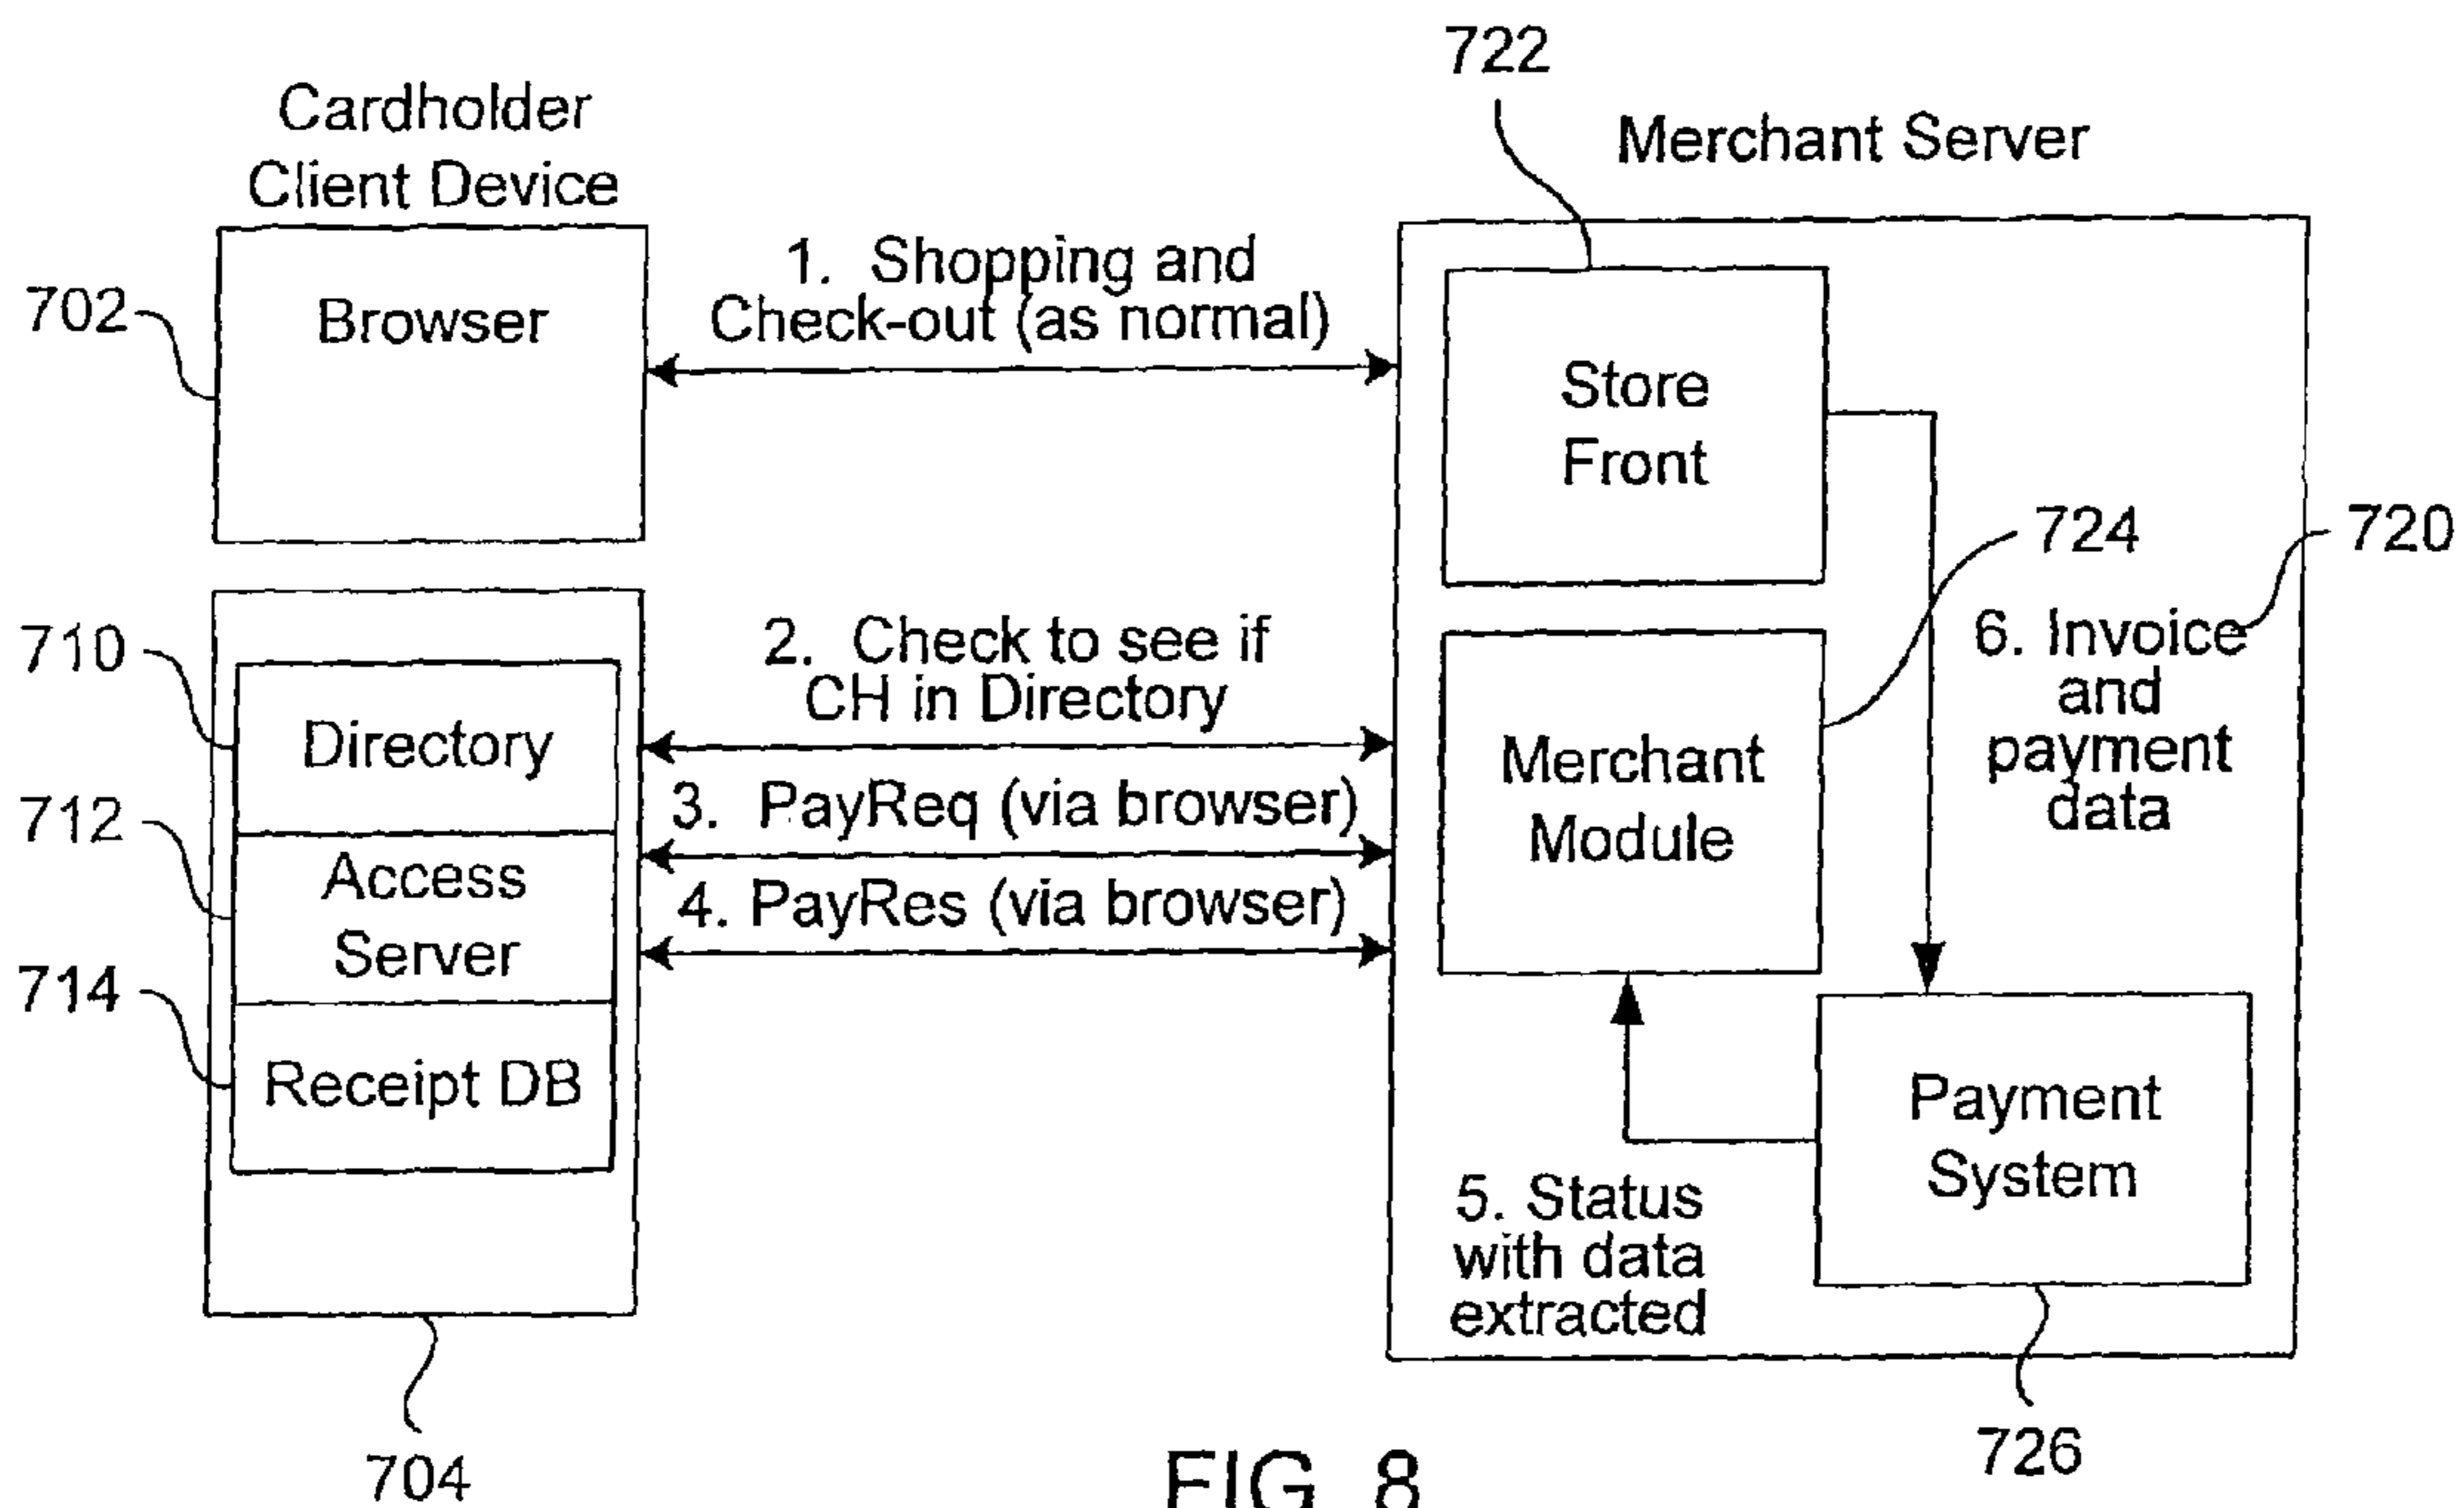 722
Cardholder
Client Device
Merchant Server
702
Browser
1. Shopping and
Check-out (as normal)
Store
Front
724
720
710
Directory
2. Check to see if
CH in Directory
6. Invoice
and
payment
data
Merchant
Module
3. PayReq (via browser)
712
Access
Server
4. PayRes (via browser)
714
Receipt DB
Payment
System
5. Status
with data
extracted
704
726
FIG. 8